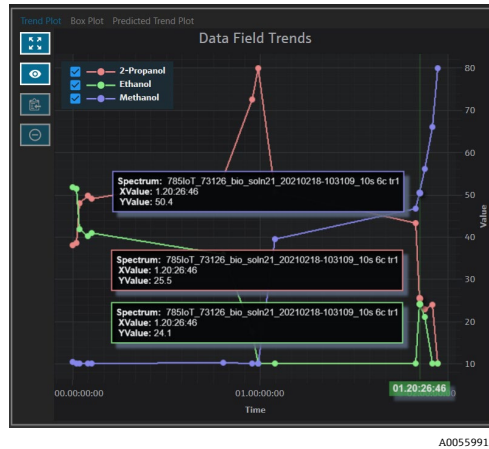 Trend Plot Box Plot Predicted Trend Plot
Data Field Trends
2-Propanol
Ethanol
Methanol
80
70
60
50
40
30
20
10
Value
Spectrum: 785IoT_73126_bio_soln21_20210218-103109_10s 6c tr1
XValue: 1.20:26:46
YValue: 50.4
Spectrum: 785IoT_73126_bio_soln21_20210218-103109_10s 6c tr1
XValue: 1.20:26:46
YValue: 25.5
Spectrum: 785IoT_73126_bio_soln21_20210218-103109_10s 6c tr1
XValue: 1.20:26:46
YValue: 24.1
00.00:00:00 01.00:00:00 01.20:26:46
Time
A0055991